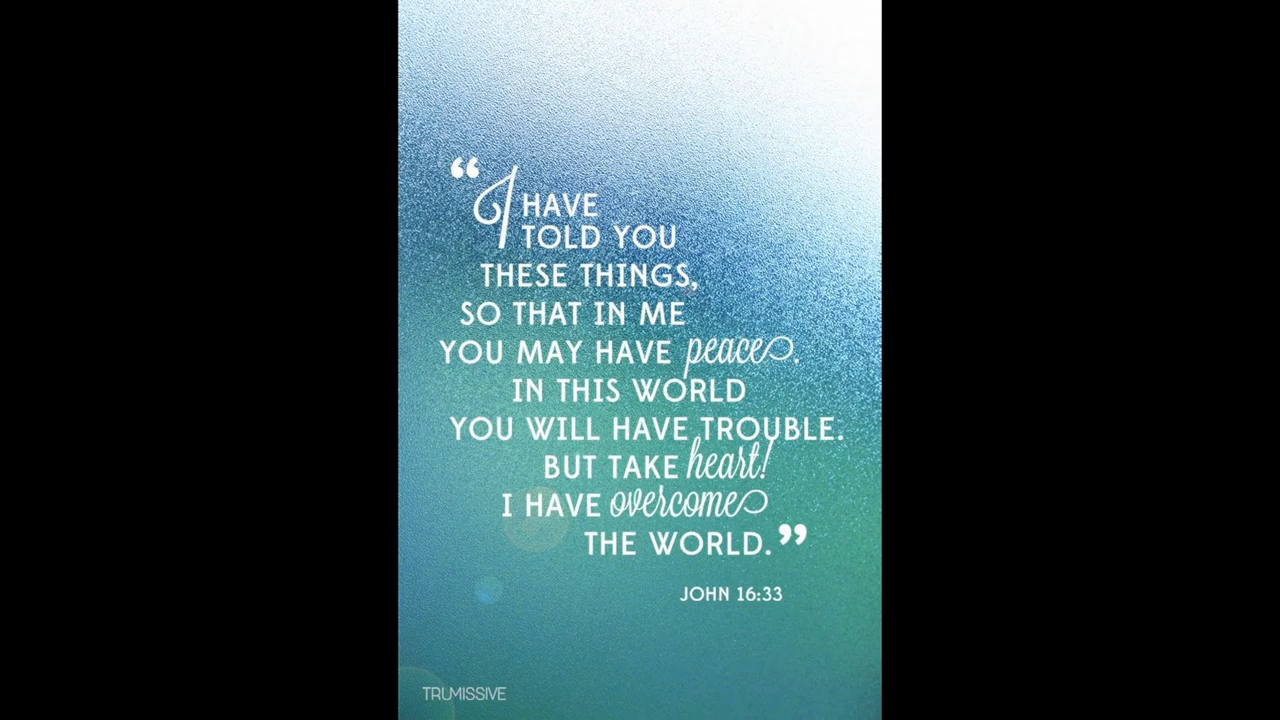 “I HAVE
TOLD YOU
THESE THINGS,
SO THAT IN ME
YOU MAY HAVE peace.
IN THIS WORLD
YOU WILL HAVE TROUBLE.
BUT TAKE heart!
I HAVE overcome
THE WORLD.”
JOHN 16:33
TRUMISSIVE